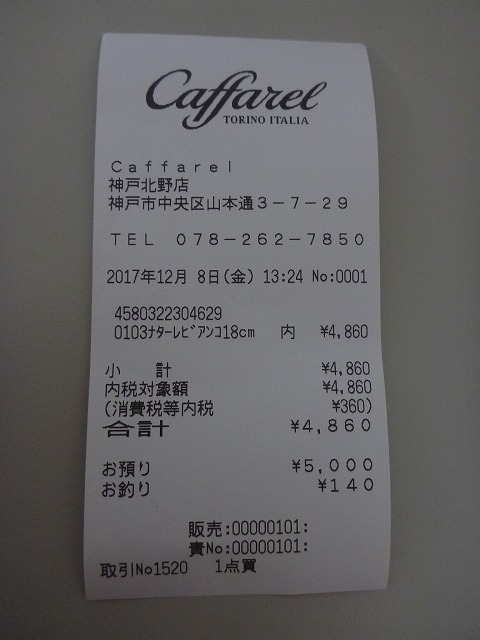 Caffarel
TORINO ITALIA
Ｃａｆｆａｒｅｌ
神戸北野店
神戸市中央区山本通３－７－２９
ＴＥＬ　０７８－２６２－７８５０
2017年12月 8日(金) 13:24 No:0001
4580322304629
0103ﾅﾀｰﾚﾋﾞｱﾝｺ18cm 内 ¥4,860
小　計 ¥4,860
内税対象額 ¥4,860
(消費税等内税 ¥360)
合計 ¥４,８６０
お預り ¥５,０００
お釣り ¥１４０
販売:00000101:
責No:00000101:
取引No1520 1点買